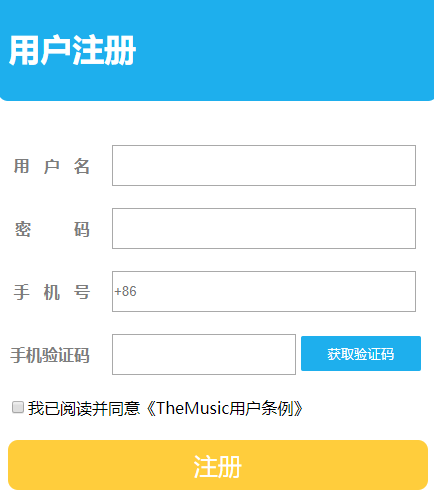 用户注册
用 户 名
密 码
手 机 号 +86
手机验证码 获取验证码
我已阅读并同意《TheMusic用户条例》
注册